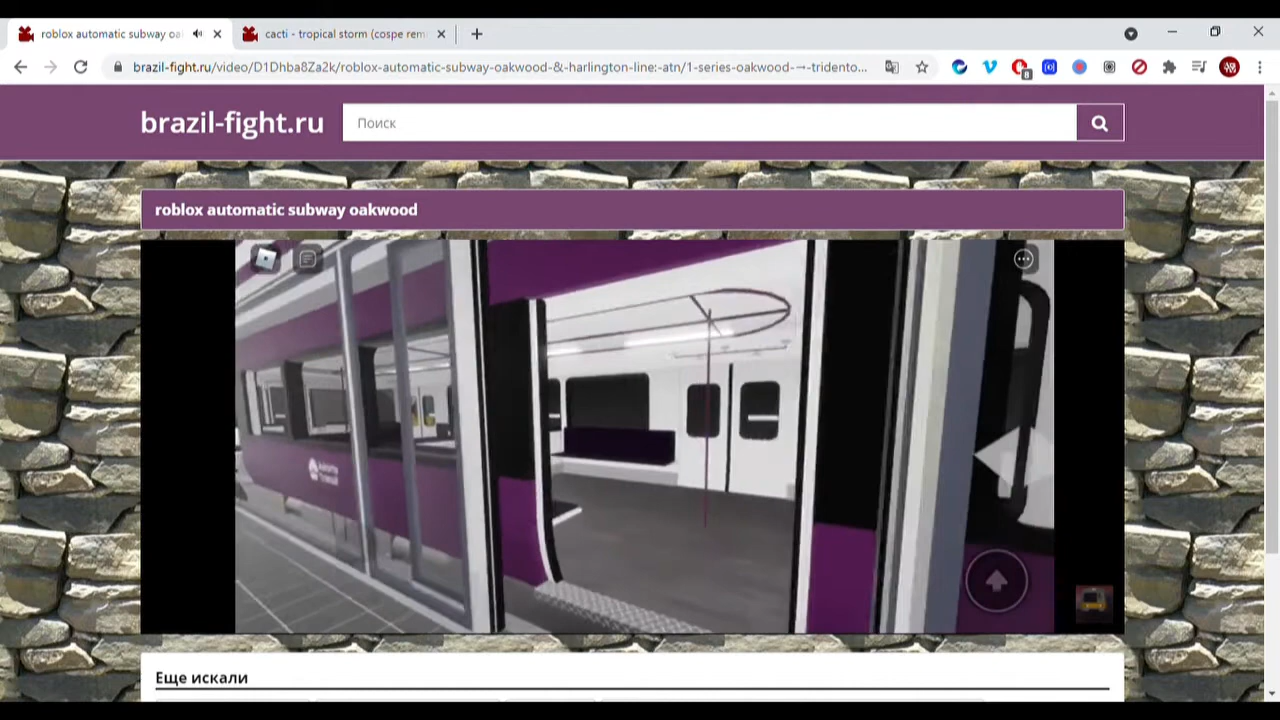 roblox automatic subway oa
cacti - tropical storm (cospe rem
brazil-fight.ru/video/D1Dhba8Za2k/roblox-automatic-subway-oakwood-&-harlington-line:-atn/1-series-oakwood-→-tridento...
8
brazil-fight.ru
Поиск
roblox automatic subway oakwood
Еще искали